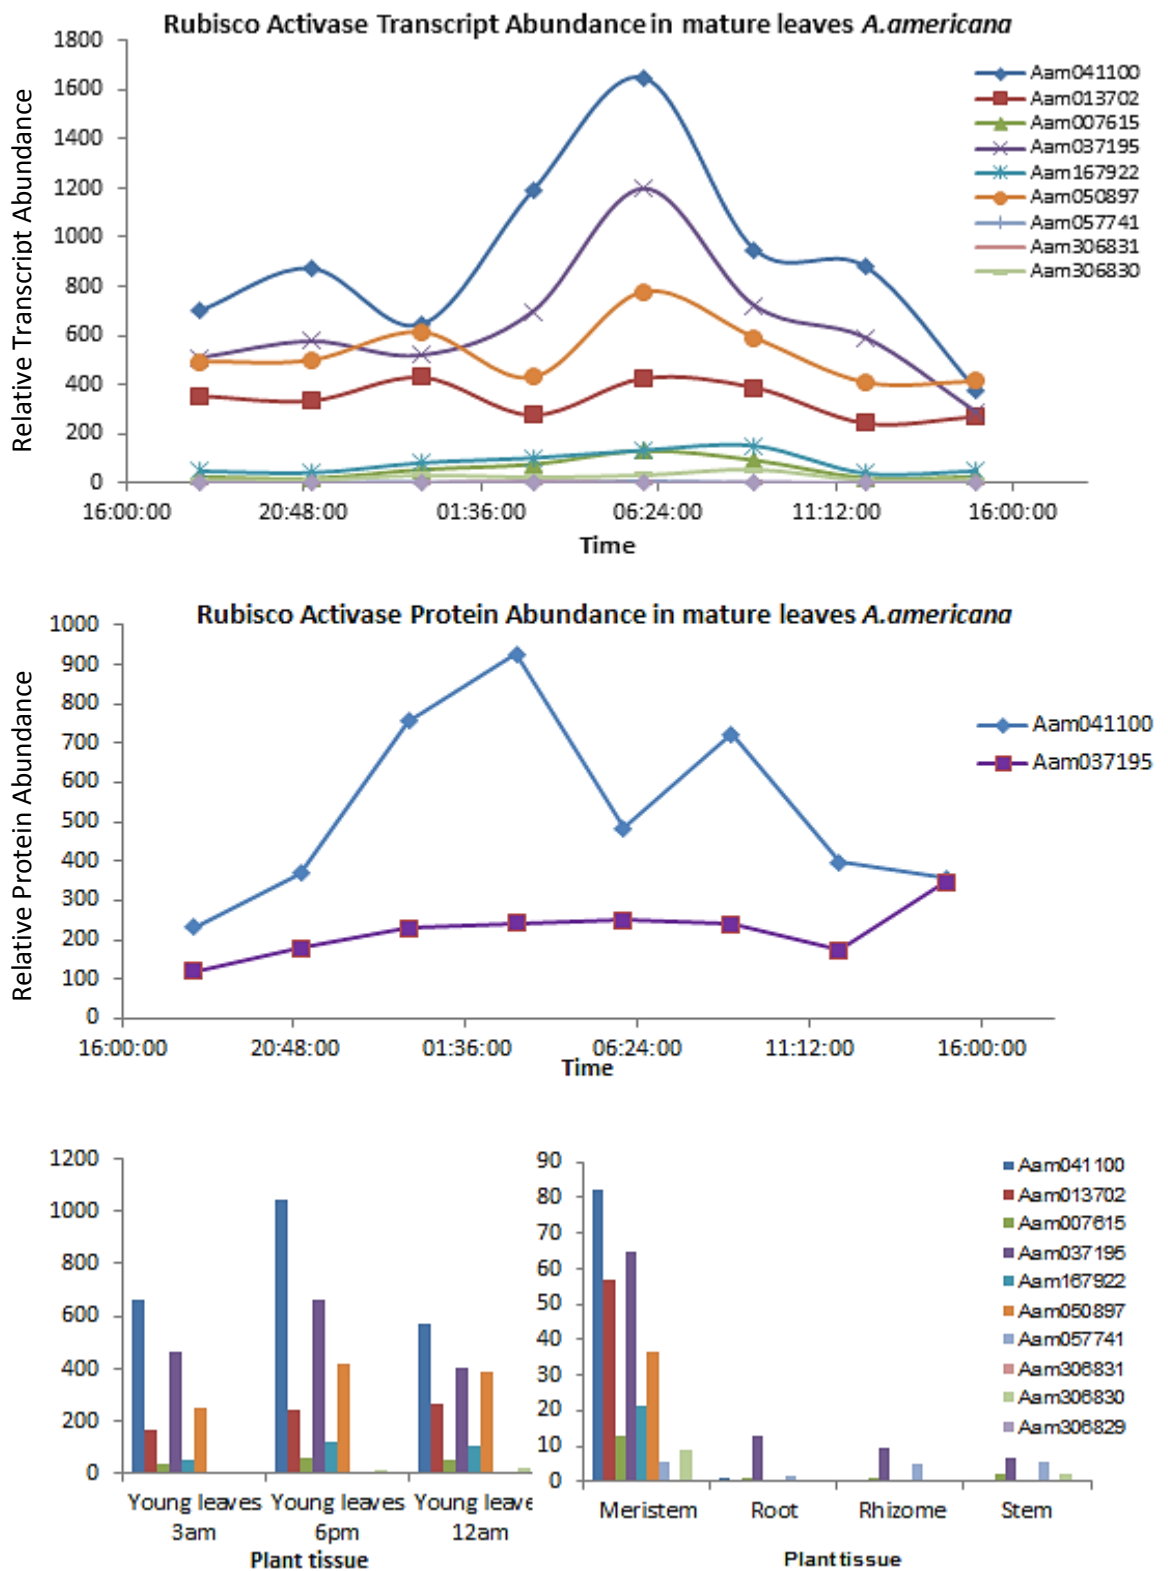 Rubisco Activase Transcript Abundance in mature leaves A.americana
Relative Transcript Abundance
1800
1600
1400
1200
1000
800
600
400
200
0
16:00:00 20:48:00 01:36:00 06:24:00 11:12:00 16:00:00
Time
Aam041100
Aam013702
Aam007615
Aam037195
Aam167922
Aam050897
Aam057741
Aam306831
Aam306830
Rubisco Activase Protein Abundance in mature leaves A.americana
Relative Protein Abundance
1000
900
800
700
600
500
400
300
200
100
0
16:00:00 20:48:00 01:36:00 06:24:00 11:12:00 16:00:00
Time
Aam041100
Aam037195
1200
1000
800
600
400
200
0
Young leaves Young leaves Young leave
3am 6pm 12am
Plant tissue
90
80
70
60
50
40
30
20
10
0
Meristem Root Rhizome Stem
Plant tissue
Aam041100
Aam013702
Aam007615
Aam037195
Aam167922
Aam050897
Aam057741
Aam306831
Aam306830
Aam306829